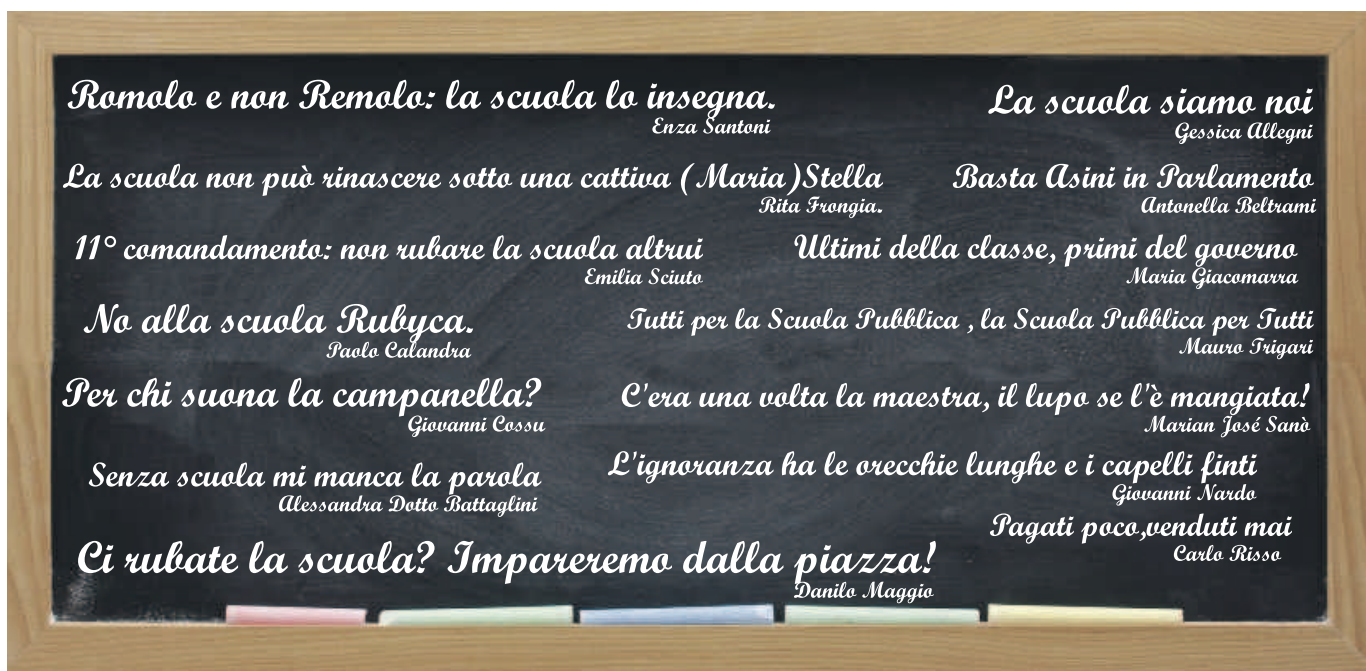 Romolo e non Remolo: la scuola lo insegna.
Enza Santoni
La scuola siamo noi
Gessica Allegni
La scuola non può rinascere sotto una cattiva (Maria)Stella
Rita Frongia.
Basta Asini in Parlamento
Antonella Beltrami
11° comandamento: non rubare la scuola altrui
Emilia Sciuto
Ultimi della classe, primi del governo
Maria Giacomarra
No alla scuola Rubyca.
Paolo Calandra
Tutti per la Scuola Pubblica , la Scuola Pubblica per Tutti
Mauro Trigari
Per chi suona la campanella?
Giovanni Cossu
C'era una volta la maestra, il lupo se l'è mangiata!
Marian José Sanò
Senza scuola mi manca la parola
Alessandra Dotto Battaglini
L'ignoranza ha le orecchie lunghe e i capelli finti
Giovanni Nardo
Pagati poco,venduti mai
Carlo Risso
Ci rubate la scuola? Impareremo dalla piazza!
Danilo Maggio